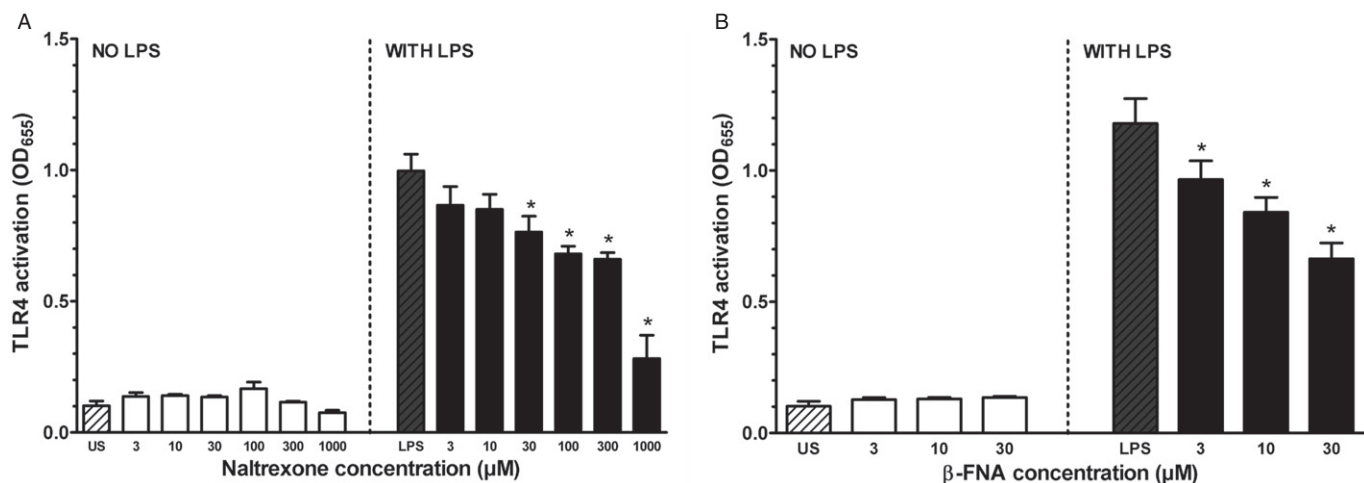 A
NO LPS
WITH LPS
TLR4 activation (OD655)
1.5
1.0
0.5
0.0
* * * *
US 3 10 30 100 300 1000 LPS 3 10 30 100 300 1000
Naltrexone concentration (µM)
B
NO LPS
WITH LPS
TLR4 activation (OD655)
1.5
1.0
0.5
0.0
* * *
US 3 10 30 LPS 3 10 30
β-FNA concentration (µM)